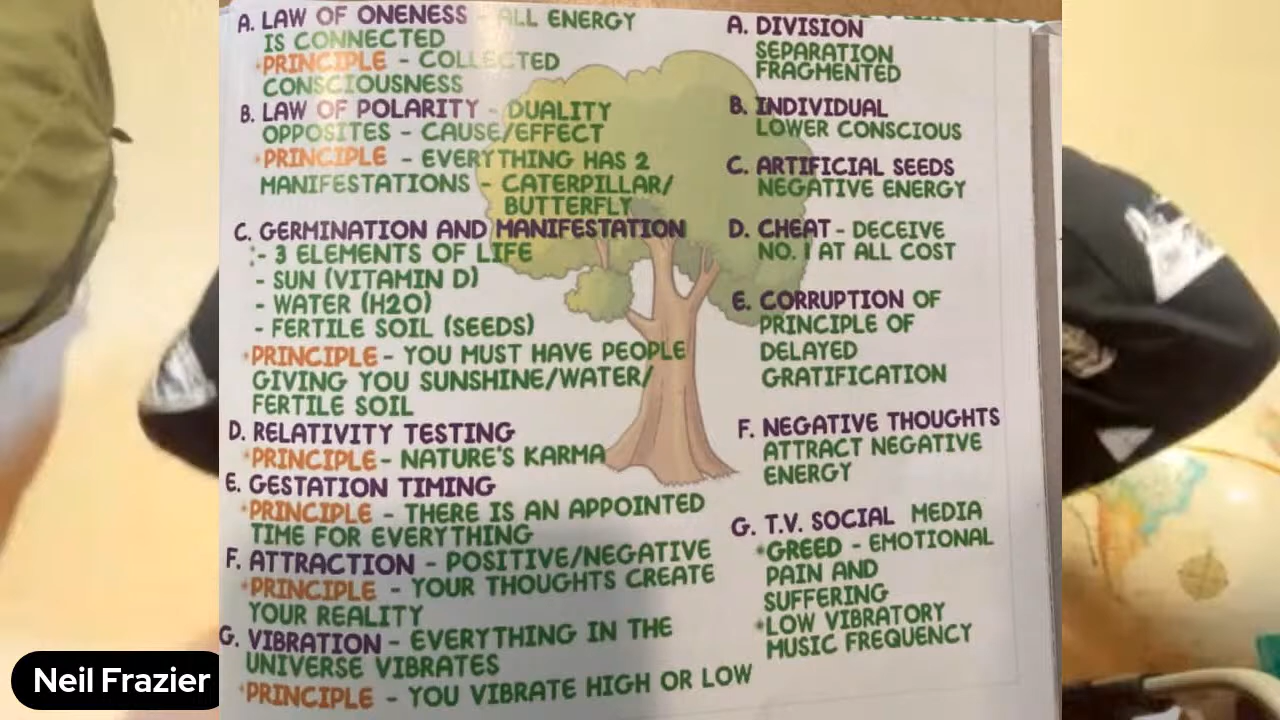 A. LAW OF ONENESS - ALL ENERGY
IS CONNECTED
•PRINCIPLE - COLLECTED
CONSCIOUSNESS
B. LAW OF POLARITY - DUALITY
OPPOSITES - CAUSE/EFFECT
•PRINCIPLE - EVERYTHING HAS 2
MANIFESTATIONS - CATERPILLAR/
BUTTERFLY
C. GERMINATION AND MANIFESTATION
- 3 ELEMENTS OF LIFE
- SUN (VITAMIN D)
- WATER (H2O)
- FERTILE SOIL (SEEDS)
•PRINCIPLE - YOU MUST HAVE PEOPLE
GIVING YOU SUNSHINE/WATER/
FERTILE SOIL
D. RELATIVITY TESTING
•PRINCIPLE - NATURE'S KARMA
E. GESTATION TIMING
•PRINCIPLE - THERE IS AN APPOINTED
TIME FOR EVERYTHING
F. ATTRACTION - POSITIVE/NEGATIVE
•PRINCIPLE - YOUR THOUGHTS CREATE
YOUR REALITY
G. VIBRATION - EVERYTHING IN THE
UNIVERSE VIBRATES
•PRINCIPLE - YOU VIBRATE HIGH OR LOW
A. DIVISION
SEPARATION
FRAGMENTED
B. INDIVIDUAL
LOWER CONSCIOUS
C. ARTIFICIAL SEEDS
NEGATIVE ENERGY
D. CHEAT - DECEIVE
NO. 1 AT ALL COST
E. CORRUPTION OF
PRINCIPLE OF
DELAYED
GRATIFICATION
F. NEGATIVE THOUGHTS
ATTRACT NEGATIVE
ENERGY
G. T.V. SOCIAL MEDIA
•GREED - EMOTIONAL
PAIN AND
SUFFERING
•LOW VIBRATORY
MUSIC FREQUENCY
Neil Frazier